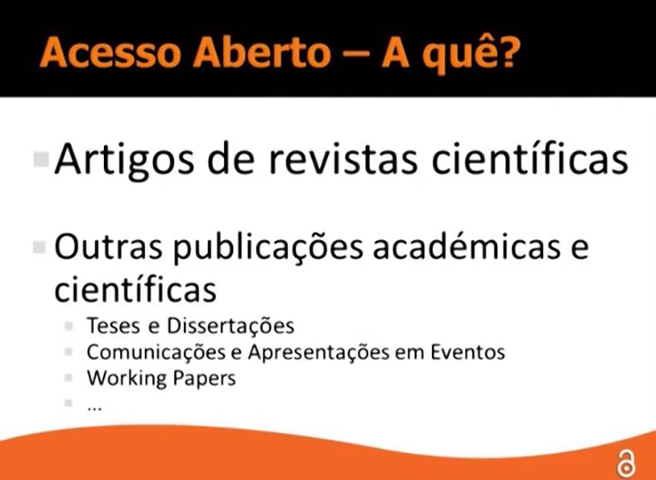 Acesso Aberto – A quê?
Artigos de revistas científicas
Outras publicações académicas e
científicas
Teses e Dissertações
Comunicações e Apresentações em Eventos
Working Papers
...